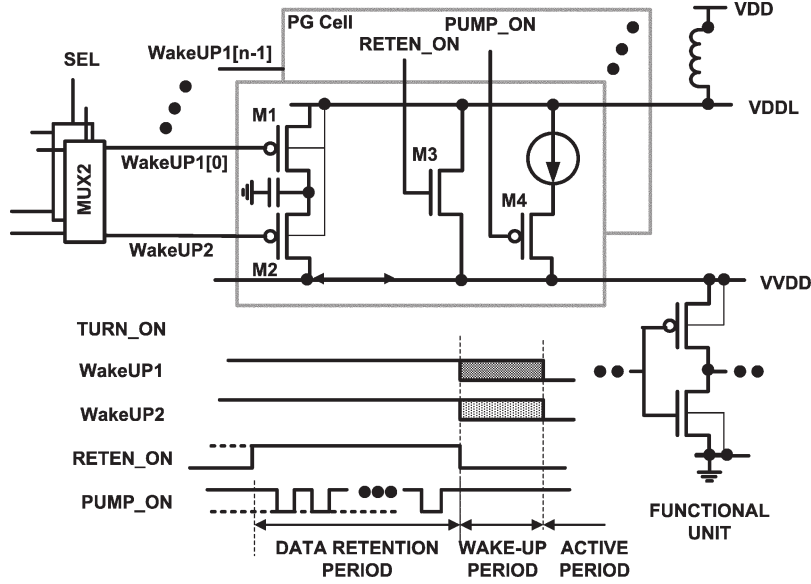 VDD
PG Cell
PUMP_ON
RETEN_ON
WakeUP1[n-1]
SEL
VDDL
M1
WakeUP1[0]
M3
MUX2
M4
WakeUP2
M2
VVDD
TURN_ON
WakeUP1
WakeUP2
RETEN_ON
PUMP_ON
DATA RETENTION
PERIOD
WAKE-UP
PERIOD
ACTIVE
PERIOD
FUNCTIONAL
UNIT